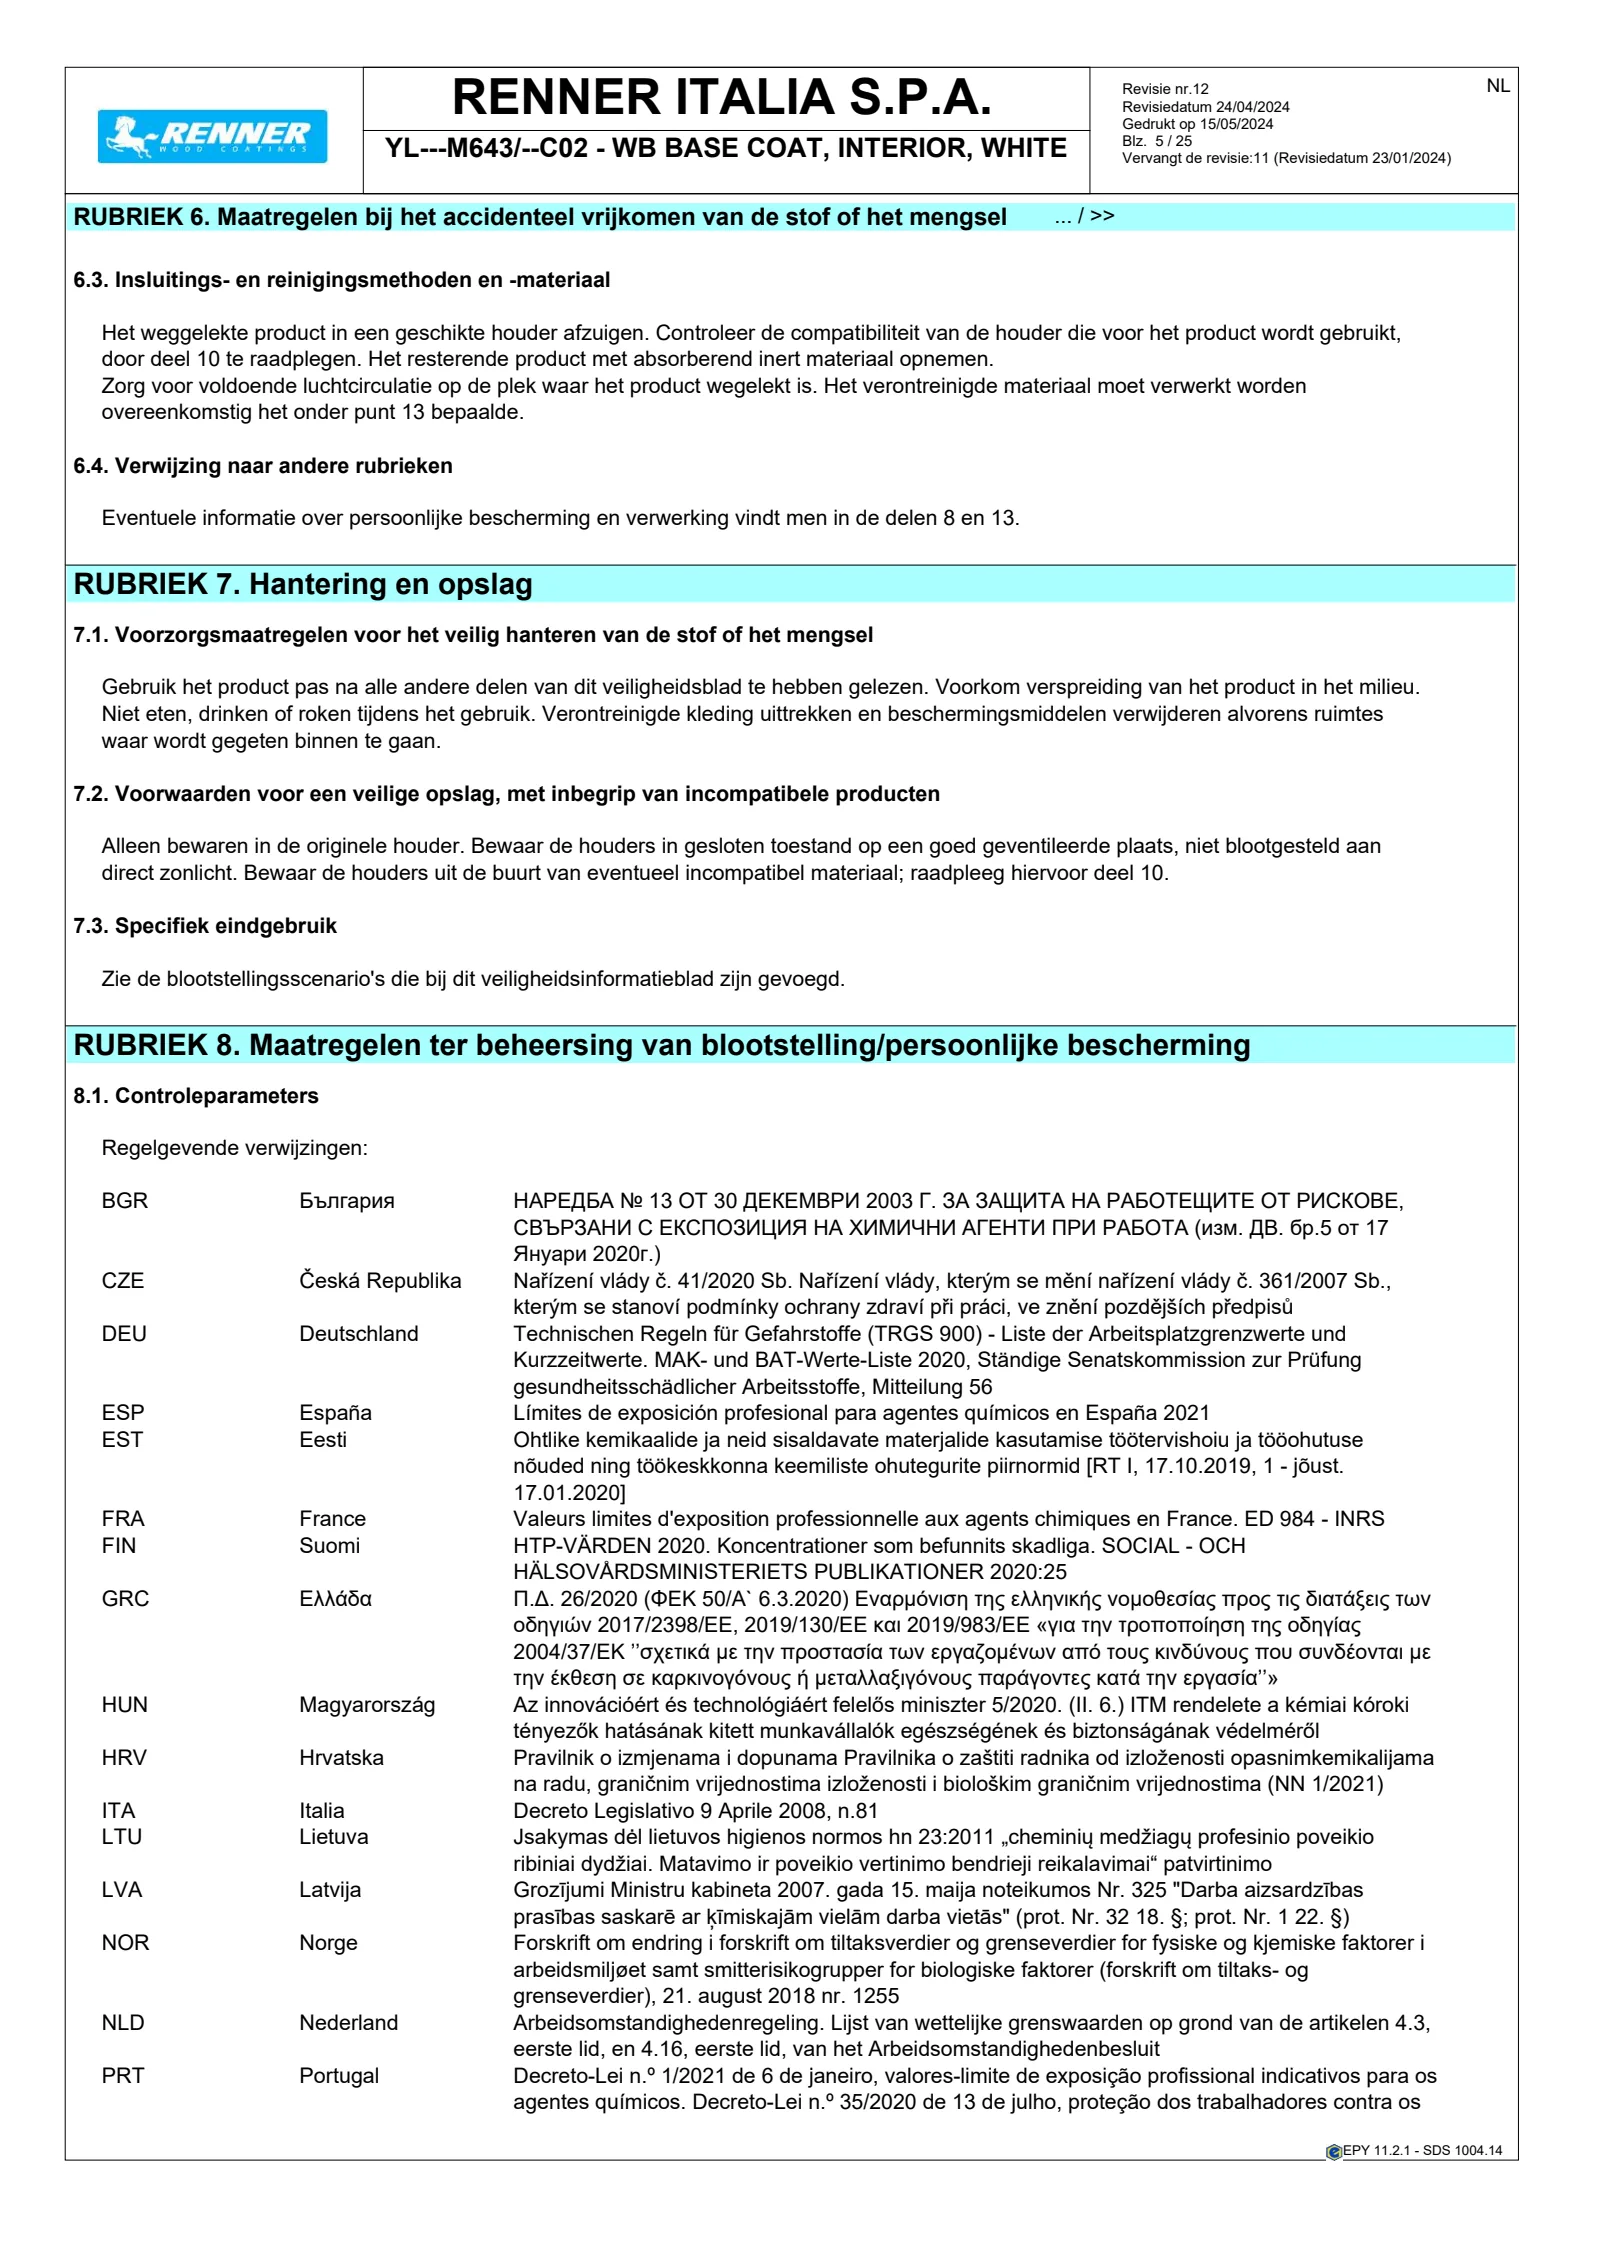 RENNER
WOOD COATINGS
RENNER ITALIA S.P.A.
YL---M643/--C02 - WB BASE COAT, INTERIOR, WHITE
Revisie nr.12
Revisiedatum 24/04/2024
Gedrukt op 15/05/2024
Blz. 5 / 25
Vervangt de revisie:11 (Revisiedatum 23/01/2024)
NL
RUBRIEK 6. Maatregelen bij het accidenteel vrijkomen van de stof of het mengsel ... / >>
6.3. Insluitings- en reinigingsmethoden en -materiaal
Het weggelekte product in een geschikte houder afzuigen. Controleer de compatibiliteit van de houder die voor het product wordt gebruikt,
door deel 10 te raadplegen. Het resterende product met absorberend inert materiaal opnemen.
Zorg voor voldoende luchtcirculatie op de plek waar het product wegelekt is. Het verontreinigde materiaal moet verwerkt worden
overeenkomstig het onder punt 13 bepaalde.
6.4. Verwijzing naar andere rubrieken
Eventuele informatie over persoonlijke bescherming en verwerking vindt men in de delen 8 en 13.
RUBRIEK 7. Hantering en opslag
7.1. Voorzorgsmaatregelen voor het veilig hanteren van de stof of het mengsel
Gebruik het product pas na alle andere delen van dit veiligheidsblad te hebben gelezen. Voorkom verspreiding van het product in het milieu.
Niet eten, drinken of roken tijdens het gebruik. Verontreinigde kleding uittrekken en beschermingsmiddelen verwijderen alvorens ruimtes
waar wordt gegeten binnen te gaan.
7.2. Voorwaarden voor een veilige opslag, met inbegrip van incompatibele producten
Alleen bewaren in de originele houder. Bewaar de houders in gesloten toestand op een goed geventileerde plaats, niet blootgesteld aan
direct zonlicht. Bewaar de houders uit de buurt van eventueel incompatibel materiaal; raadpleeg hiervoor deel 10.
7.3. Specifiek eindgebruik
Zie de blootstellingsscenario's die bij dit veiligheidsinformatieblad zijn gevoegd.
RUBRIEK 8. Maatregelen ter beheersing van blootstelling/persoonlijke bescherming
8.1. Controleparameters
Regelgevende verwijzingen:
BGR България НАРЕДБА № 13 ОТ 30 ДЕКЕМВРИ 2003 Г. ЗА ЗАЩИТА НА РАБОТЕЩИТЕ ОТ РИСКОВЕ,
СВЪРЗАНИ С ЕКСПОЗИЦИЯ НА ХИМИЧНИ АГЕНТИ ПРИ РАБОТА (изм. ДВ. бр.5 от 17
Януари 2020г.)
CZE Česká Republika Nařízení vlády č. 41/2020 Sb. Nařízení vlády, kterým se mění nařízení vlády č. 361/2007 Sb.,
kterým se stanoví podmínky ochrany zdraví při práci, ve znění pozdějších předpisů
DEU Deutschland Technischen Regeln für Gefahrstoffe (TRGS 900) - Liste der Arbeitsplatzgrenzwerte und
Kurzzeitwerte. MAK- und BAT-Werte-Liste 2020, Ständige Senatskommission zur Prüfung
gesundheitsschädlicher Arbeitsstoffe, Mitteilung 56
ESP España Límites de exposición profesional para agentes químicos en España 2021
EST Eesti Ohtlike kemikaalide ja neid sisaldavate materjalide kasutamise töötervishoiu ja tööohutuse
nõuded ning töökeskkonna keemiliste ohutegurite piirnormid [RT I, 17.10.2019, 1 - jõust.
17.01.2020]
FRA France Valeurs limites d'exposition professionnelle aux agents chimiques en France. ED 984 - INRS
FIN Suomi HTP-VÄRDEN 2020. Koncentrationer som befunnits skadliga. SOCIAL - OCH
HÄLSOVÅRDSMINISTERIETS PUBLIKATIONER 2020:25
GRC Ελλάδα Π.Δ. 26/2020 (ΦΕΚ 50/Α` 6.3.2020) Εναρμόνιση της ελληνικής νομοθεσίας προς τις διατάξεις των
οδηγιών 2017/2398/ΕΕ, 2019/130/ΕΕ και 2019/983/ΕΕ «για την τροποποίηση της οδηγίας
2004/37/ΕΚ ’’σχετικά με την προστασία των εργαζομένων από τους κινδύνους που συνδέονται με
την έκθεση σε καρκινογόνους ή μεταλλαξιγόνους παράγοντες κατά την εργασία’’»
HUN Magyarország Az innovációért és technológiáért felelős miniszter 5/2020. (II. 6.) ITM rendelete a kémiai kóroki
tényezők hatásának kitett munkavállalók egészségének és biztonságának védelméről
HRV Hrvatska Pravilnik o izmjenama i dopunama Pravilnika o zaštiti radnika od izloženosti opasnimkemikalijama
na radu, graničnim vrijednostima izloženosti i biološkim graničnim vrijednostima (NN 1/2021)
ITA Italia Decreto Legislativo 9 Aprile 2008, n.81
LTU Lietuva Jsakymas dėl lietuvos higienos normos hn 23:2011 „cheminių medžiagų profesinio poveikio
ribiniai dydžiai. Matavimo ir poveikio vertinimo bendrieji reikalavimai“ patvirtinimo
LVA Latvija Grozījumi Ministru kabineta 2007. gada 15. maija noteikumos Nr. 325 "Darba aizsardzības
prasības saskarē ar ķīmiskajām vielām darba vietās" (prot. Nr. 32 18. §; prot. Nr. 1 22. §)
NOR Norge Forskrift om endring i forskrift om tiltaksverdier og grenseverdier for fysiske og kjemiske faktorer i
arbeidsmiljøet samt smitterisikogrupper for biologiske faktorer (forskrift om tiltaks- og
grenseverdier), 21. august 2018 nr. 1255
NLD Nederland Arbeidsomstandighedenregeling. Lijst van wettelijke grenswaarden op grond van de artikelen 4.3,
eerste lid, en 4.16, eerste lid, van het Arbeidsomstandighedenbesluit
PRT Portugal Decreto-Lei n.º 1/2021 de 6 de janeiro, valores-limite de exposição profissional indicativos para os
agentes químicos. Decreto-Lei n.º 35/2020 de 13 de julho, proteção dos trabalhadores contra os
EPY 11.2.1 - SDS 1004.14